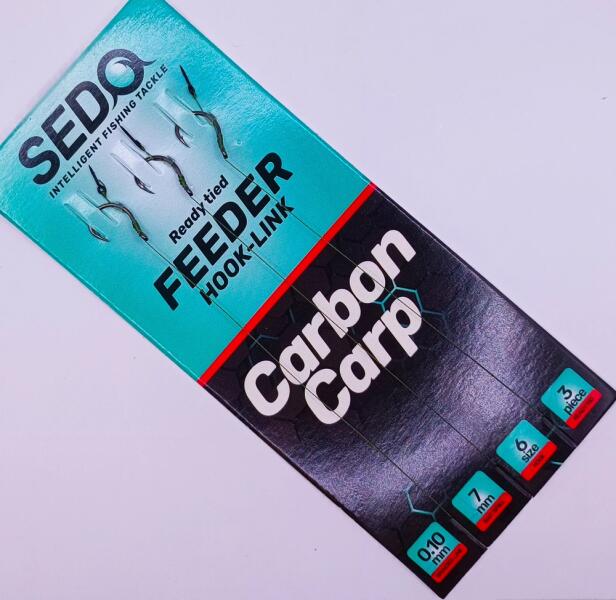 SEDO
INTELLIGENT FISHING TACKLE
Ready tied
FEEDER
HOOK-LINK
Carbon
Carp
0.10
mm
7
mm
6
size
3
piece